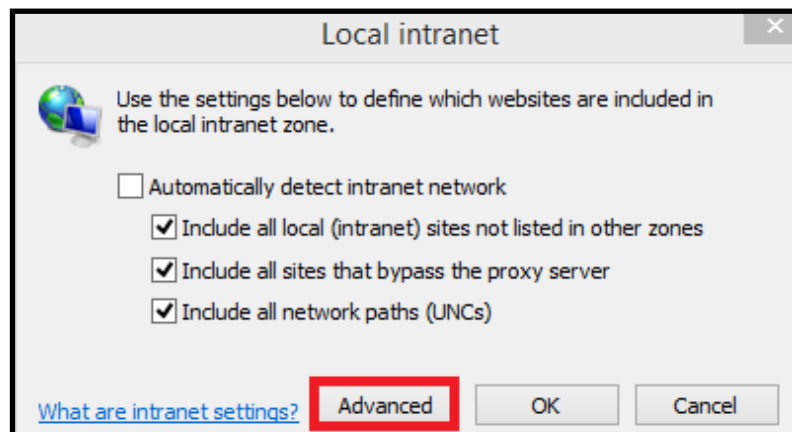 Local intranet
Use the settings below to define which websites are included in
the local intranet zone.
Automatically detect intranet network
Include all local (intranet) sites not listed in other zones
Include all sites that bypass the proxy server
Include all network paths (UNCs)
What are intranet settings? Advanced OK Cancel